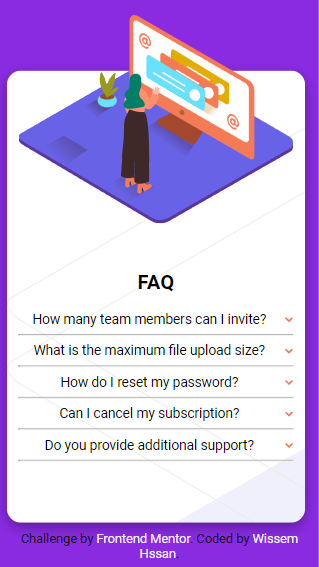 @
@
FAQ
How many team members can I invite?
What is the maximum file upload size?
How do I reset my password?
Can I cancel my subscription?
Do you provide additional support?
Challenge by Frontend Mentor. Coded by Wissem
Hssan